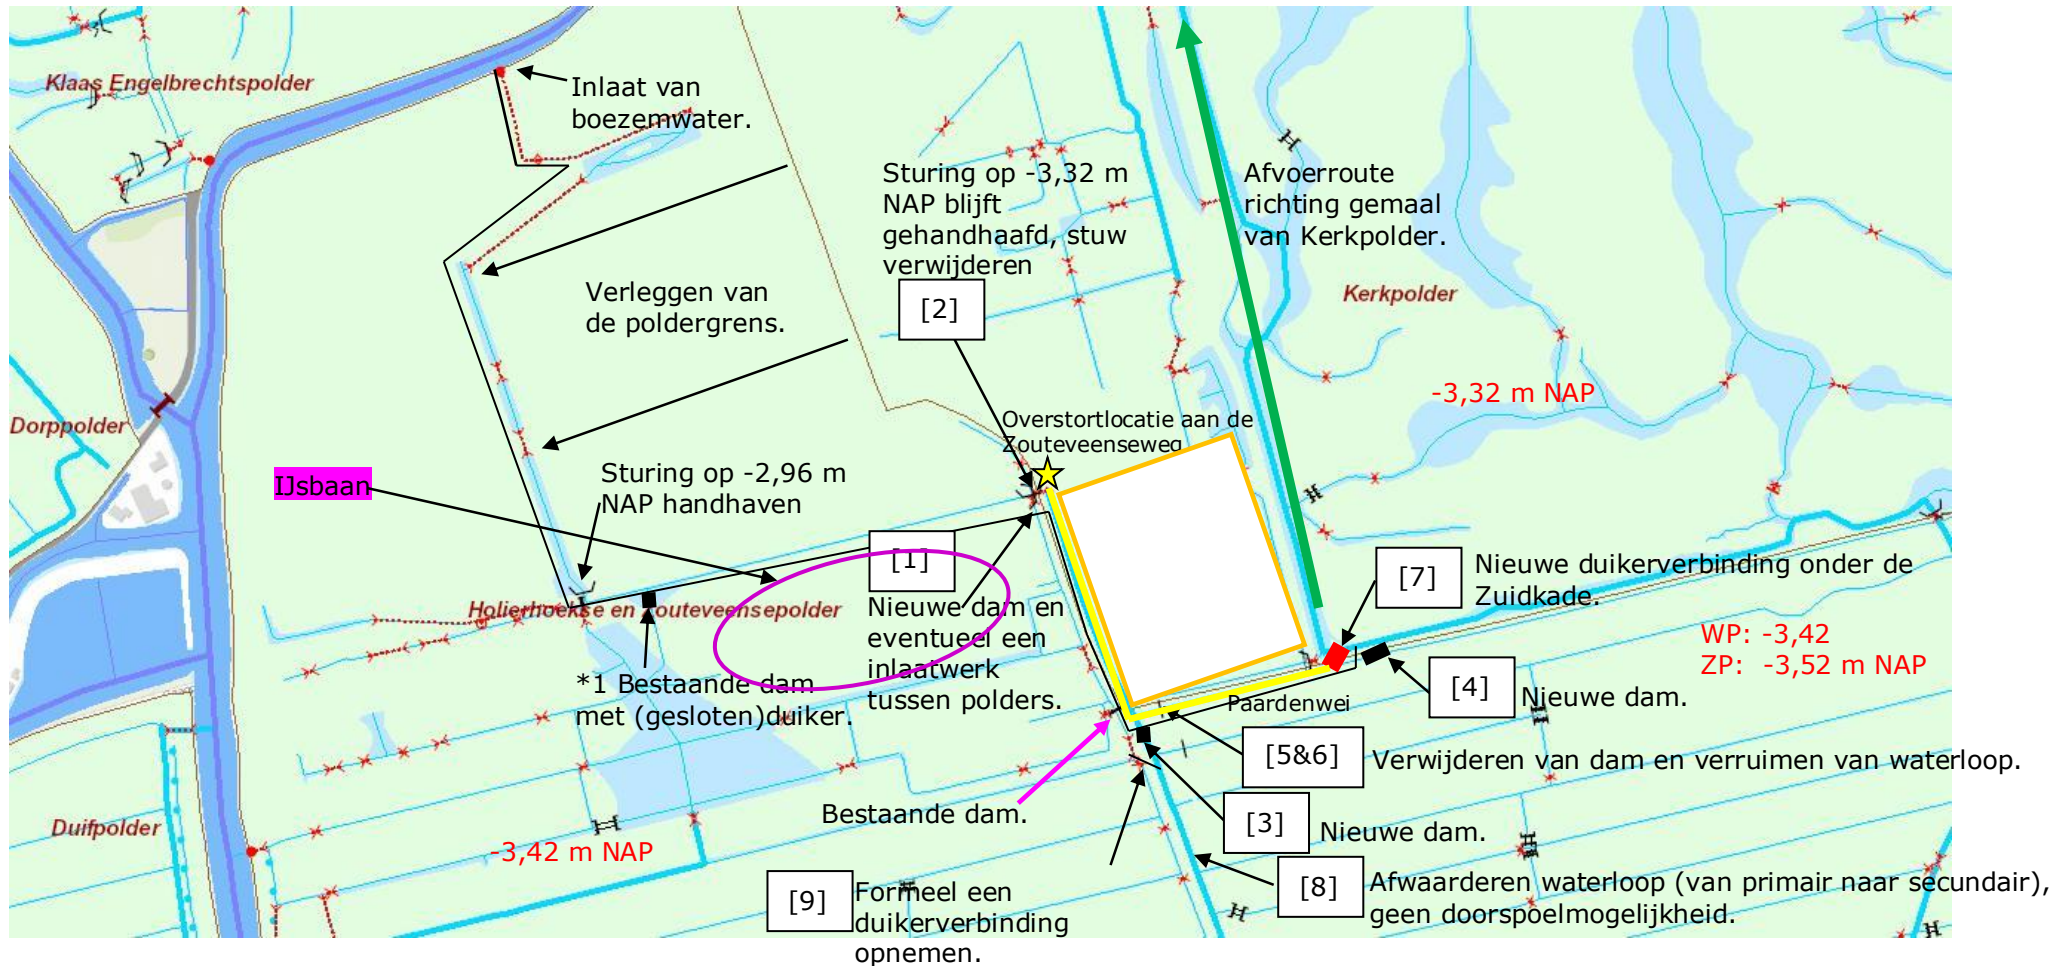 Klaas Engelbrechtspolder
Inlaat van
boezemwater.
Sturing op -3,32 m
NAP blijft
gehandhaafd, stuw
verwijderen
[2]
Afvoerroute
richting gemaal
van Kerkpolder.
Verleggen van
de poldergrens.
Kerkpolder
-3,32 m NAP
Dorppolder
Overstortlocatie aan de
Zouteveenseweg
IJsbaan
Sturing op -2,96 m
NAP handhaven
[1]
Nieuwe dam en
eventueel een
inlaatwerk
tussen polders.
Holierhoekse en Zouteveensepolder
*1 Bestaande dam
met (gesloten)duiker.
[7]
Nieuwe duikerverbinding onder de
Zuidkade.
WP: -3,42
ZP: -3,52 m NAP
[4]
Nieuwe dam.
Paardenwei
[5&6]
Verwijderen van dam en verruimen van waterloop.
Bestaande dam.
[3]
Nieuwe dam.
Duifpolder
-3,42 m NAP
[8]
Afwaarderen waterloop (van primair naar secundair),
geen doorspoelmogelijkheid.
[9]
Formeel een
duikerverbinding
opnemen.